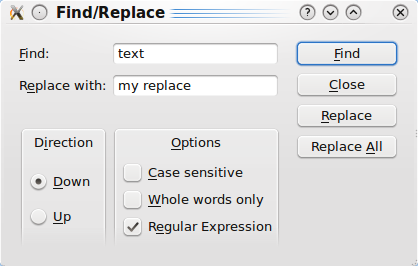 Find/Replace
Find: text Find
Replace with: my replace Close
Replace
Replace All
Direction Options
Down Case sensitive
Up Whole words only
Regular Expression